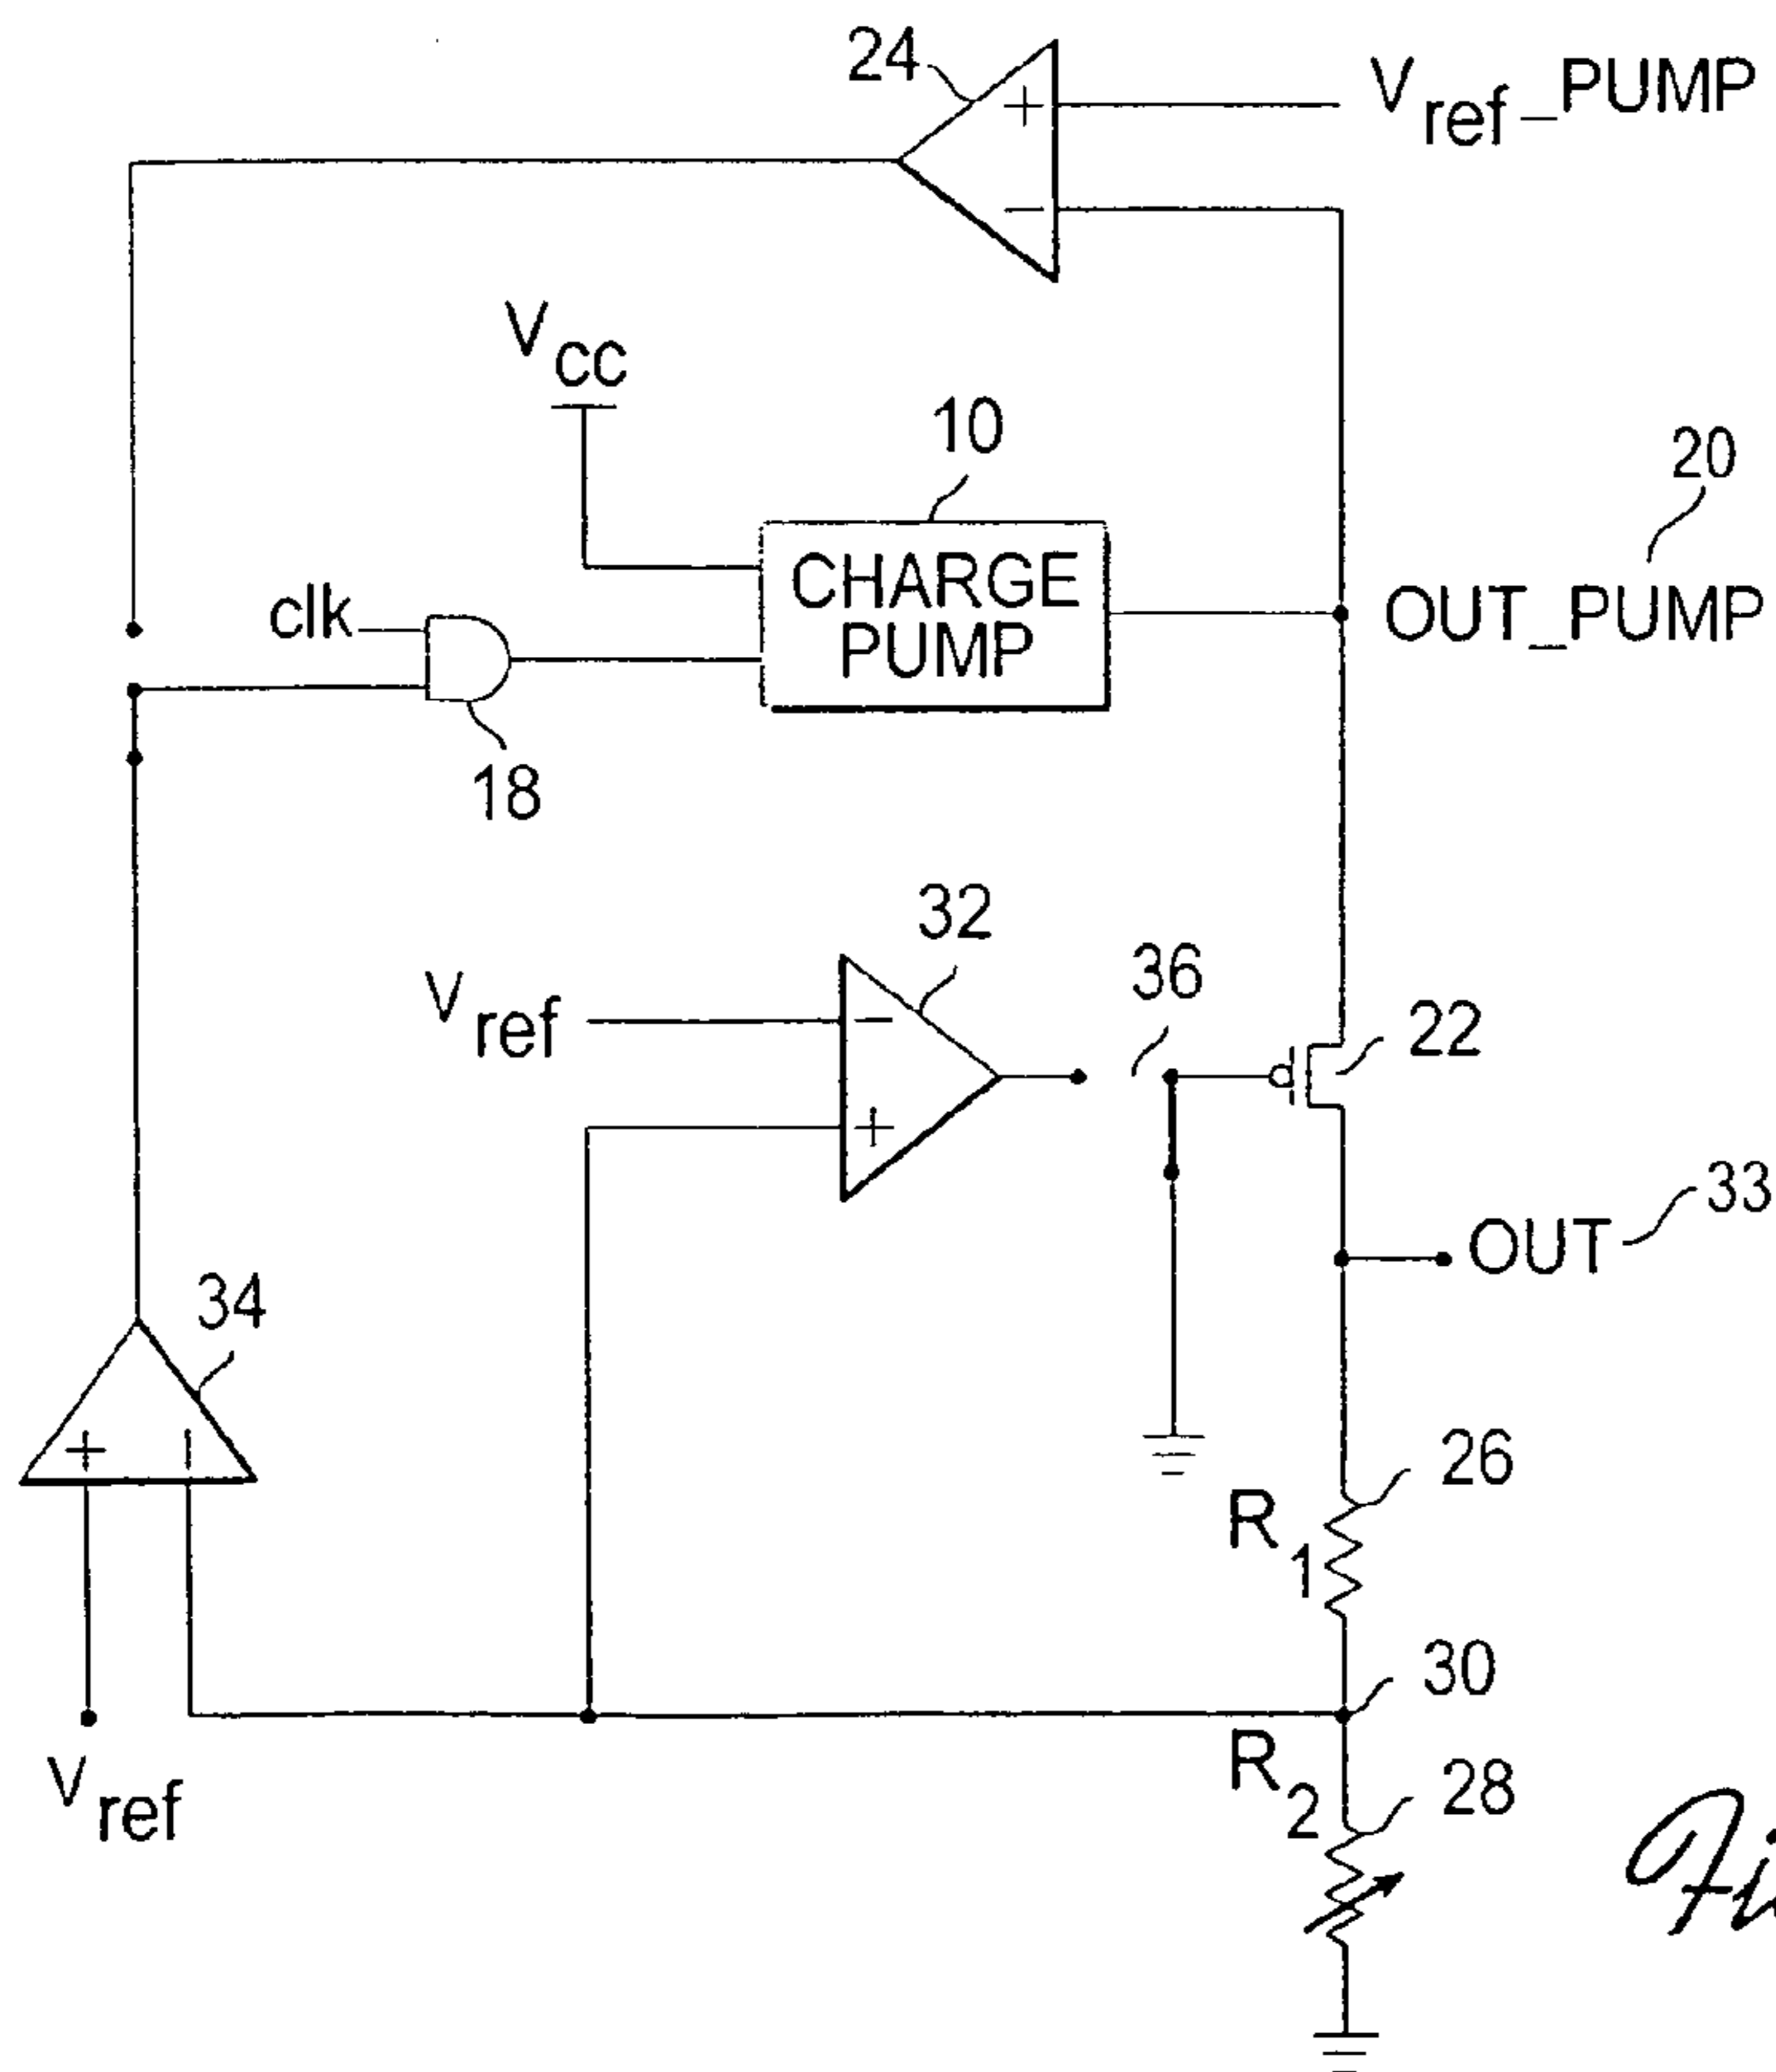 24
+
Vref_PUMP
−
Vcc
10
20
CHARGE
PUMP
clk
OUT_PUMP
18
32
36
Vref
−
22
+
33
OUT
34
+
−
26
R1
30
Vref
R2
28